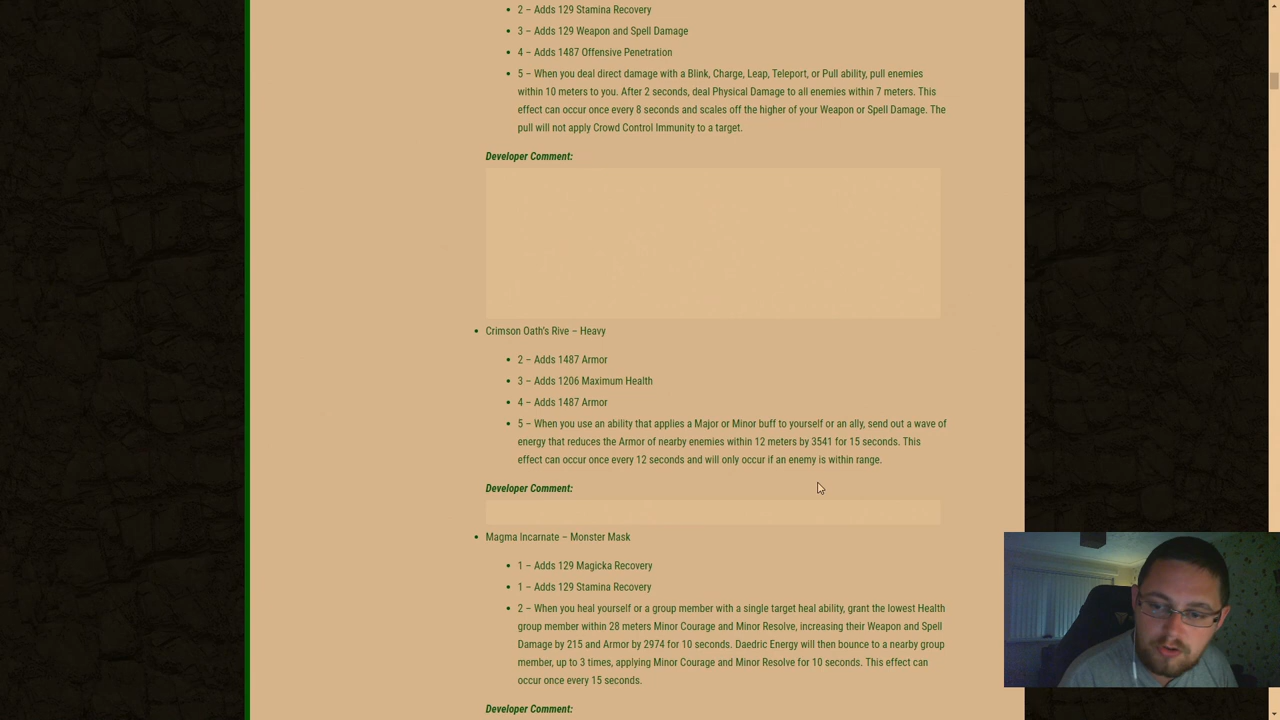 2 – Adds 129 Stamina Recovery
3 – Adds 129 Weapon and Spell Damage
4 – Adds 1487 Offensive Penetration
5 – When you deal direct damage with a Blink, Charge, Leap, Teleport, or Pull ability, pull enemies
within 10 meters to you. After 2 seconds, deal Physical Damage to all enemies within 7 meters. This
effect can occur once every 8 seconds and scales off the higher of your Weapon or Spell Damage. The
pull will not apply Crowd Control Immunity to a target.
Developer Comment:
Crimson Oath's Rive – Heavy
2 – Adds 1487 Armor
3 – Adds 1206 Maximum Health
4 – Adds 1487 Armor
5 – When you use an ability that applies a Major or Minor buff to yourself or an ally, send out a wave of
energy that reduces the Armor of nearby enemies within 12 meters by 3541 for 15 seconds. This
effect can occur once every 12 seconds and will only occur if an enemy is within range.
Developer Comment:
Magma Incarnate – Monster Mask
1 – Adds 129 Magicka Recovery
1 – Adds 129 Stamina Recovery
2 – When you heal yourself or a group member with a single target heal ability, grant the lowest Health
group member within 28 meters Minor Courage and Minor Resolve, increasing their Weapon and Spell
Damage by 215 and Armor by 2974 for 10 seconds. Daedric Energy will then bounce to a nearby group
member, up to 3 times, applying Minor Courage and Minor Resolve for 10 seconds. This effect can
occur once every 15 seconds.
Developer Comment: